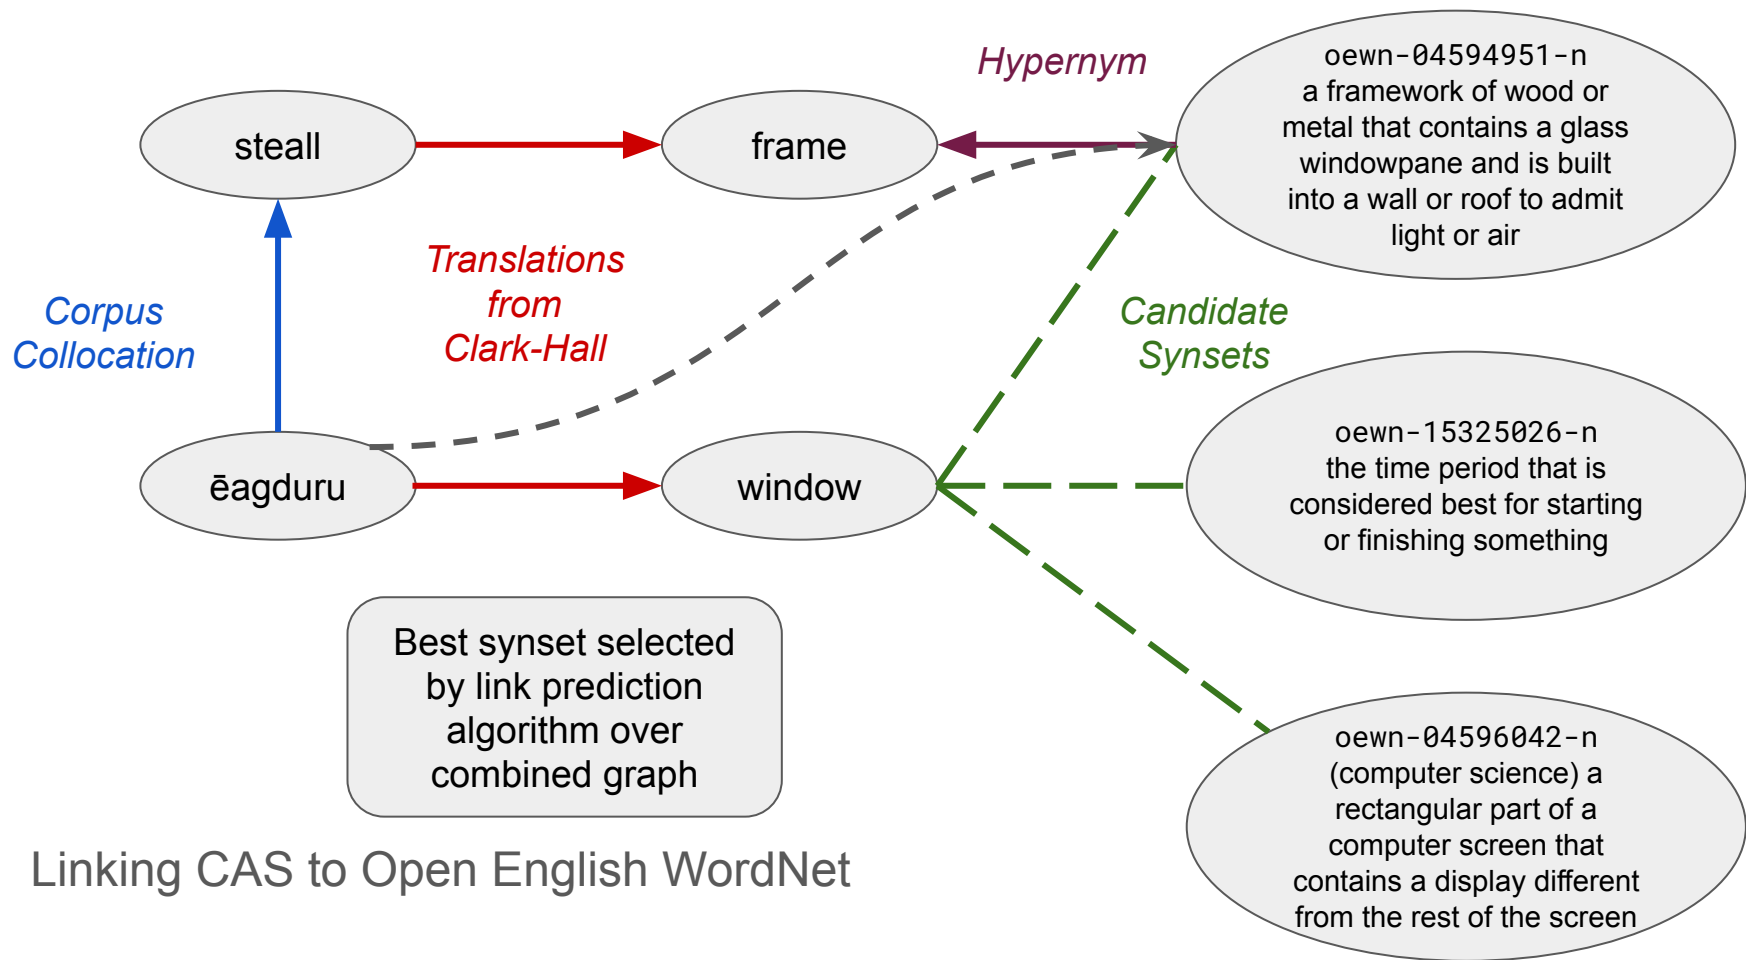 Hypernym
oewn-04594951-n
a framework of wood or
metal that contains a glass
windowpane and is built
into a wall or roof to admit
light or air
steall
frame
Translations
from
Clark-Hall
Corpus
Collocation
Candidate
Synsets
oewn-15325026-n
the time period that is
considered best for starting
or finishing something
ēagduru
window
Best synset selected
by link prediction
algorithm over
combined graph
oewn-04596042-n
(computer science) a
rectangular part of a
computer screen that
contains a display different
from the rest of the screen
Linking CAS to Open English WordNet